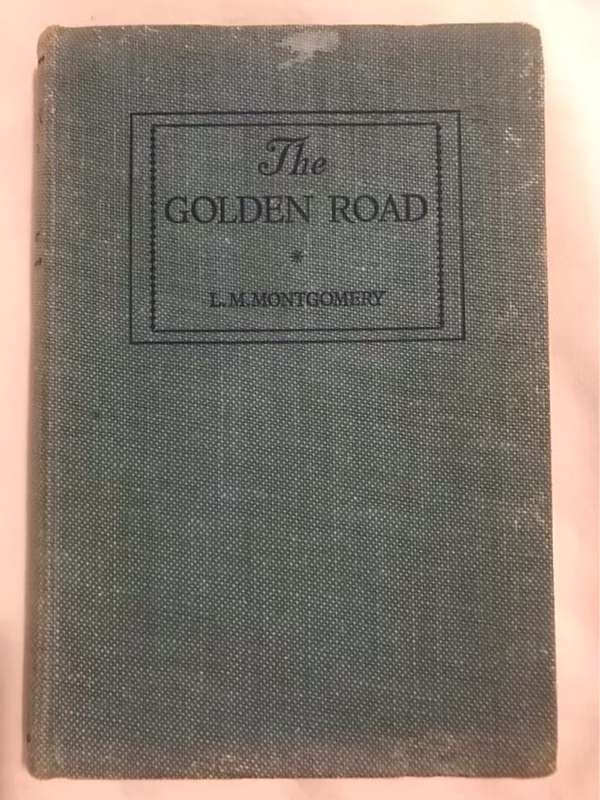 The
GOLDEN ROAD
*
L. M. MONTGOMERY